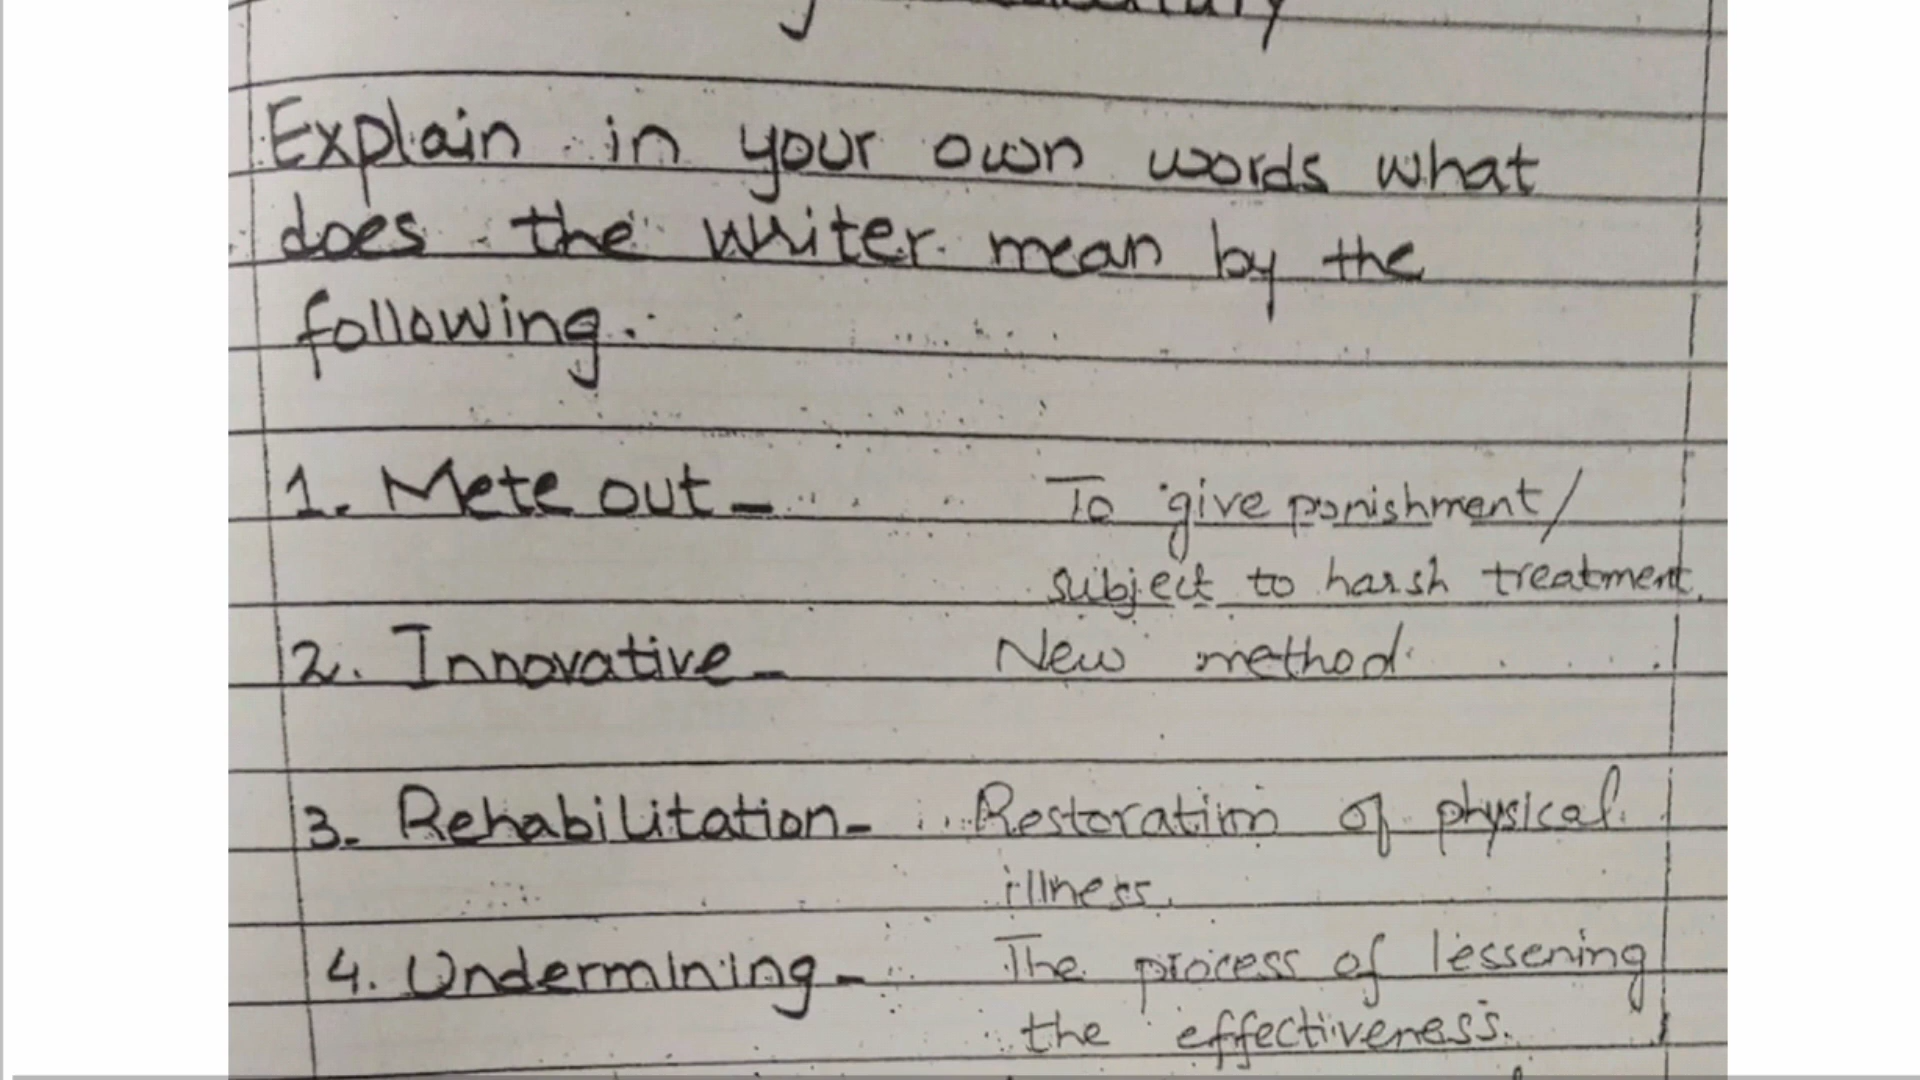 Explain in your own words what
does the writer mean by the
following.
1. Mete out - To give punishment/
subject to harsh treatment.
2. Innovative - New method
3. Rehabilitation - Restoration of physical
illness.
4. Undermining - The process of lessening
the effectiveness.